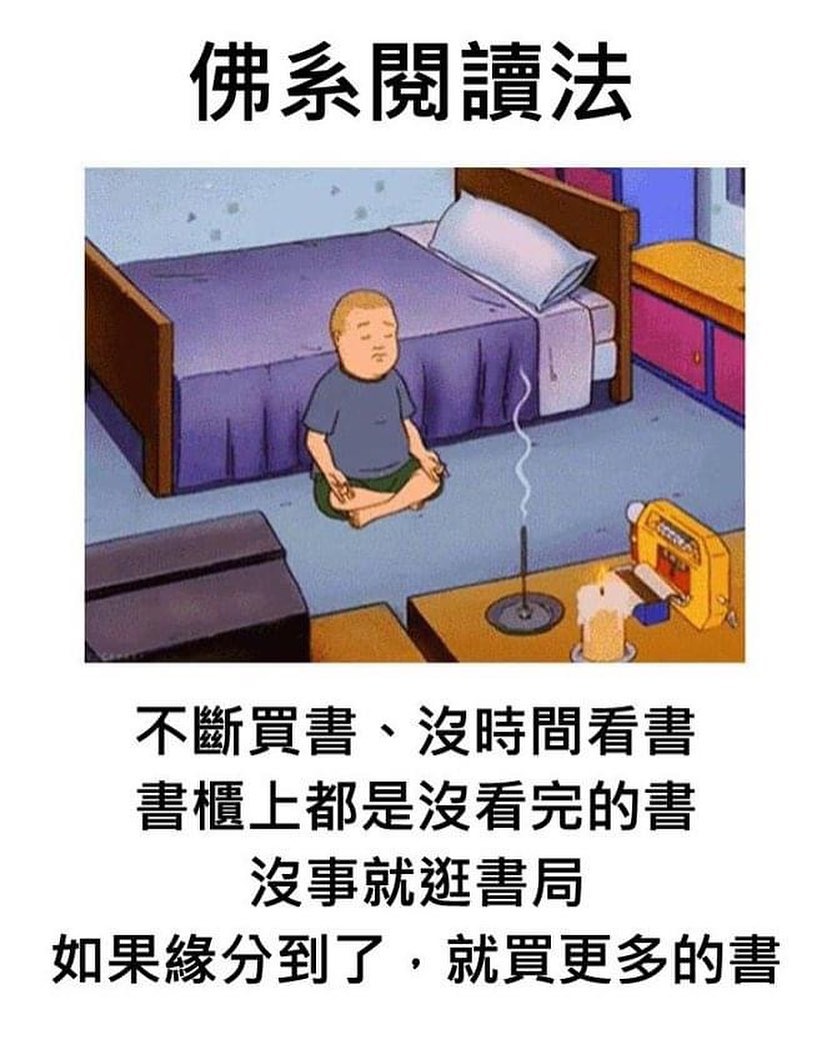 佛系閱讀法
不斷買書、沒時間看書
書櫃上都是沒看完的書
沒事就逛書局
如果緣分到了，就買更多的書